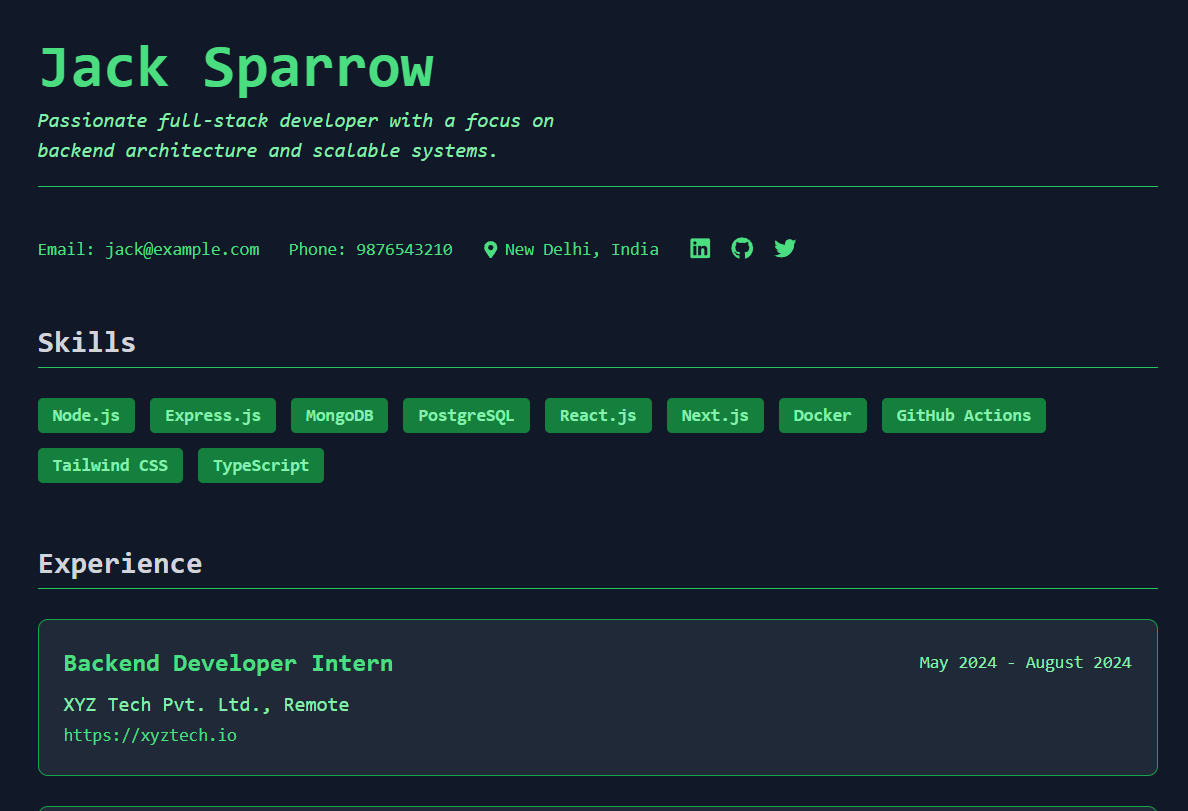 Jack Sparrow
Passionate full-stack developer with a focus on
backend architecture and scalable systems.
Email: jack@example.com Phone: 9876543210 New Delhi, India
Skills
Node.js Express.js MongoDB PostgreSQL React.js Next.js Docker GitHub Actions
Tailwind CSS TypeScript
Experience
Backend Developer Intern May 2024 - August 2024
XYZ Tech Pvt. Ltd., Remote
https://xyztech.io